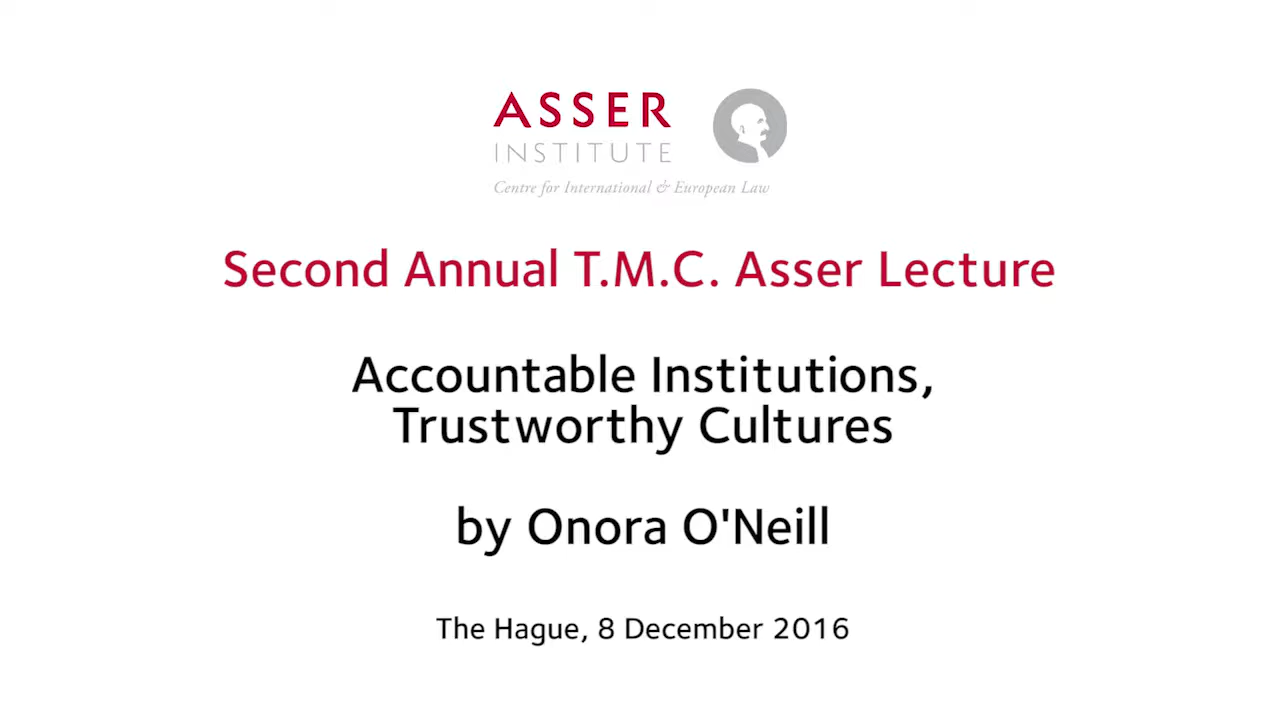 ASSER
INSTITUTE
Centre for International & European Law
Second Annual T.M.C. Asser Lecture
Accountable Institutions,
Trustworthy Cultures
by Onora O'Neill
The Hague, 8 December 2016